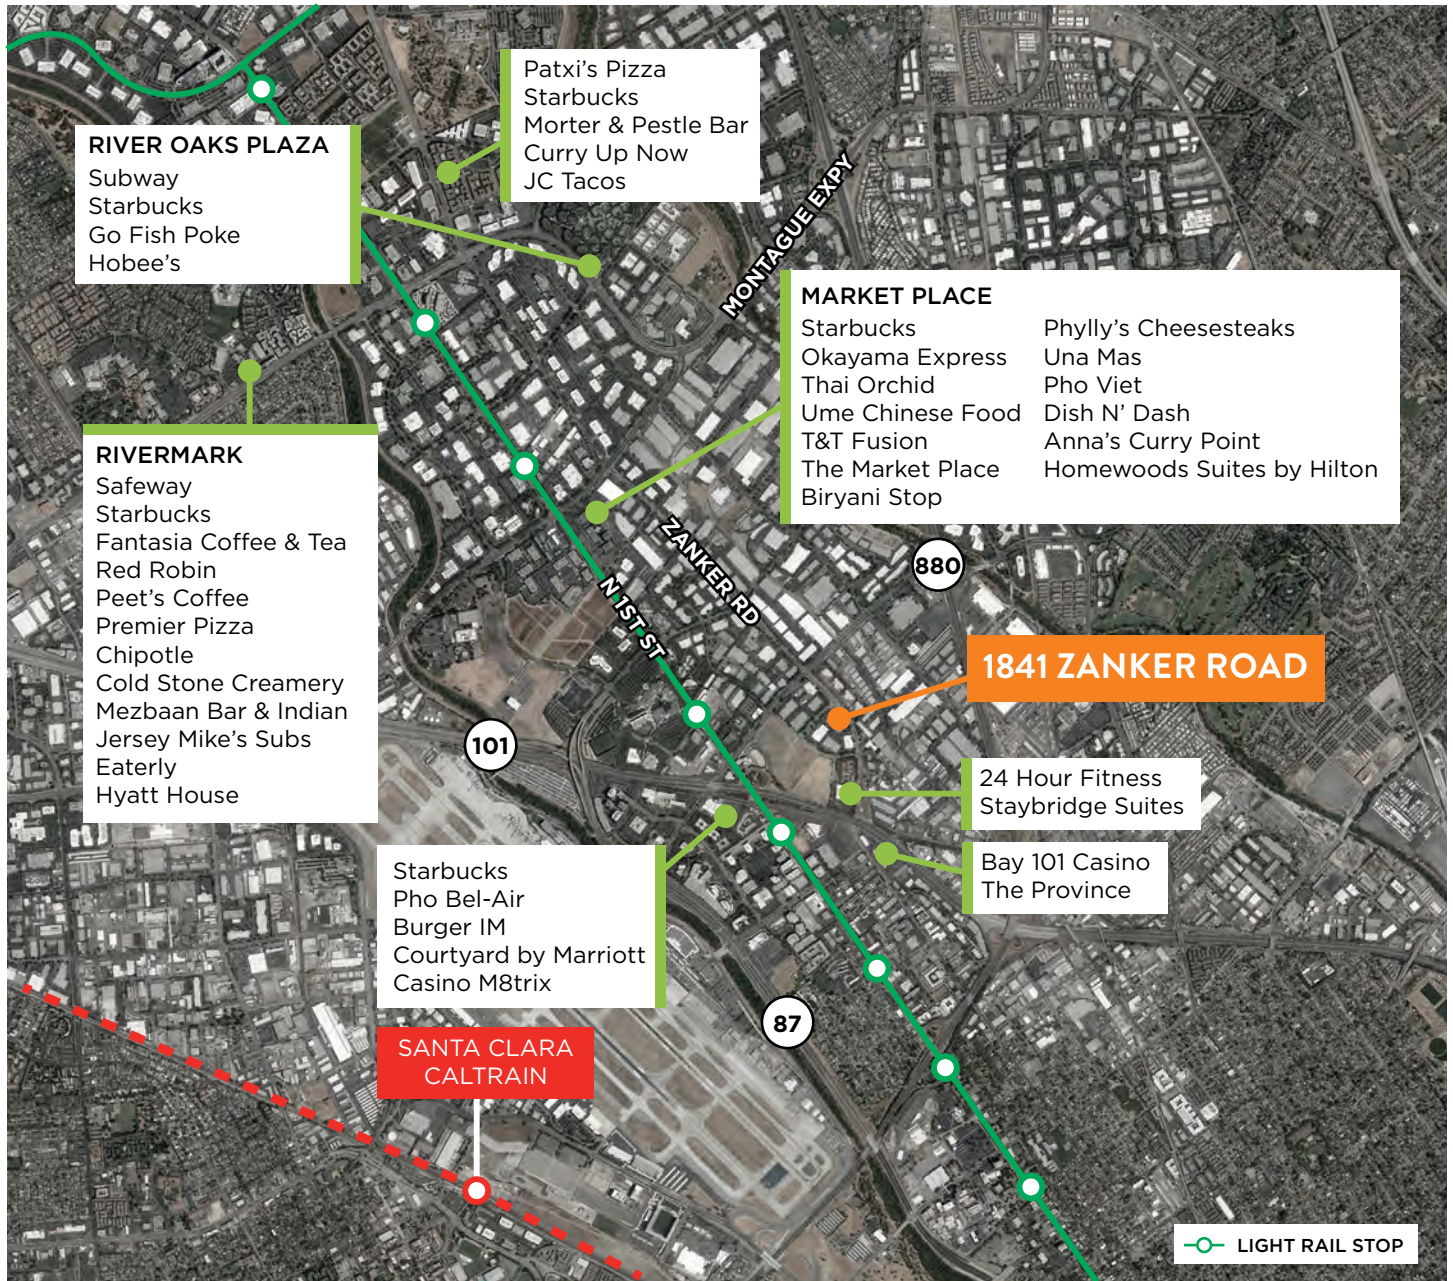 Patxi's Pizza
Starbucks
Morter & Pestle Bar
Curry Up Now
JC Tacos
RIVER OAKS PLAZA
Subway
Starbucks
Go Fish Poke
Hobee's
MONTAGUE EXPY
MARKET PLACE
Starbucks
Okayama Express
Thai Orchid
Ume Chinese Food
T&T Fusion
The Market Place
Biryani Stop
Phylly's Cheesesteaks
Una Mas
Pho Viet
Dish N' Dash
Anna's Curry Point
Homewoods Suites by Hilton
RIVERMARK
Safeway
Starbucks
Fantasia Coffee & Tea
Red Robin
Peet's Coffee
Premier Pizza
Chipotle
Cold Stone Creamery
Mezbaan Bar & Indian
Jersey Mike's Subs
Eaterly
Hyatt House
ZANKER RD
880
N 1ST ST
1841 ZANKER ROAD
101
24 Hour Fitness
Staybridge Suites
Bay 101 Casino
The Province
Starbucks
Pho Bel-Air
Burger IM
Courtyard by Marriott
Casino M8trix
87
SANTA CLARA
CALTRAIN
LIGHT RAIL STOP